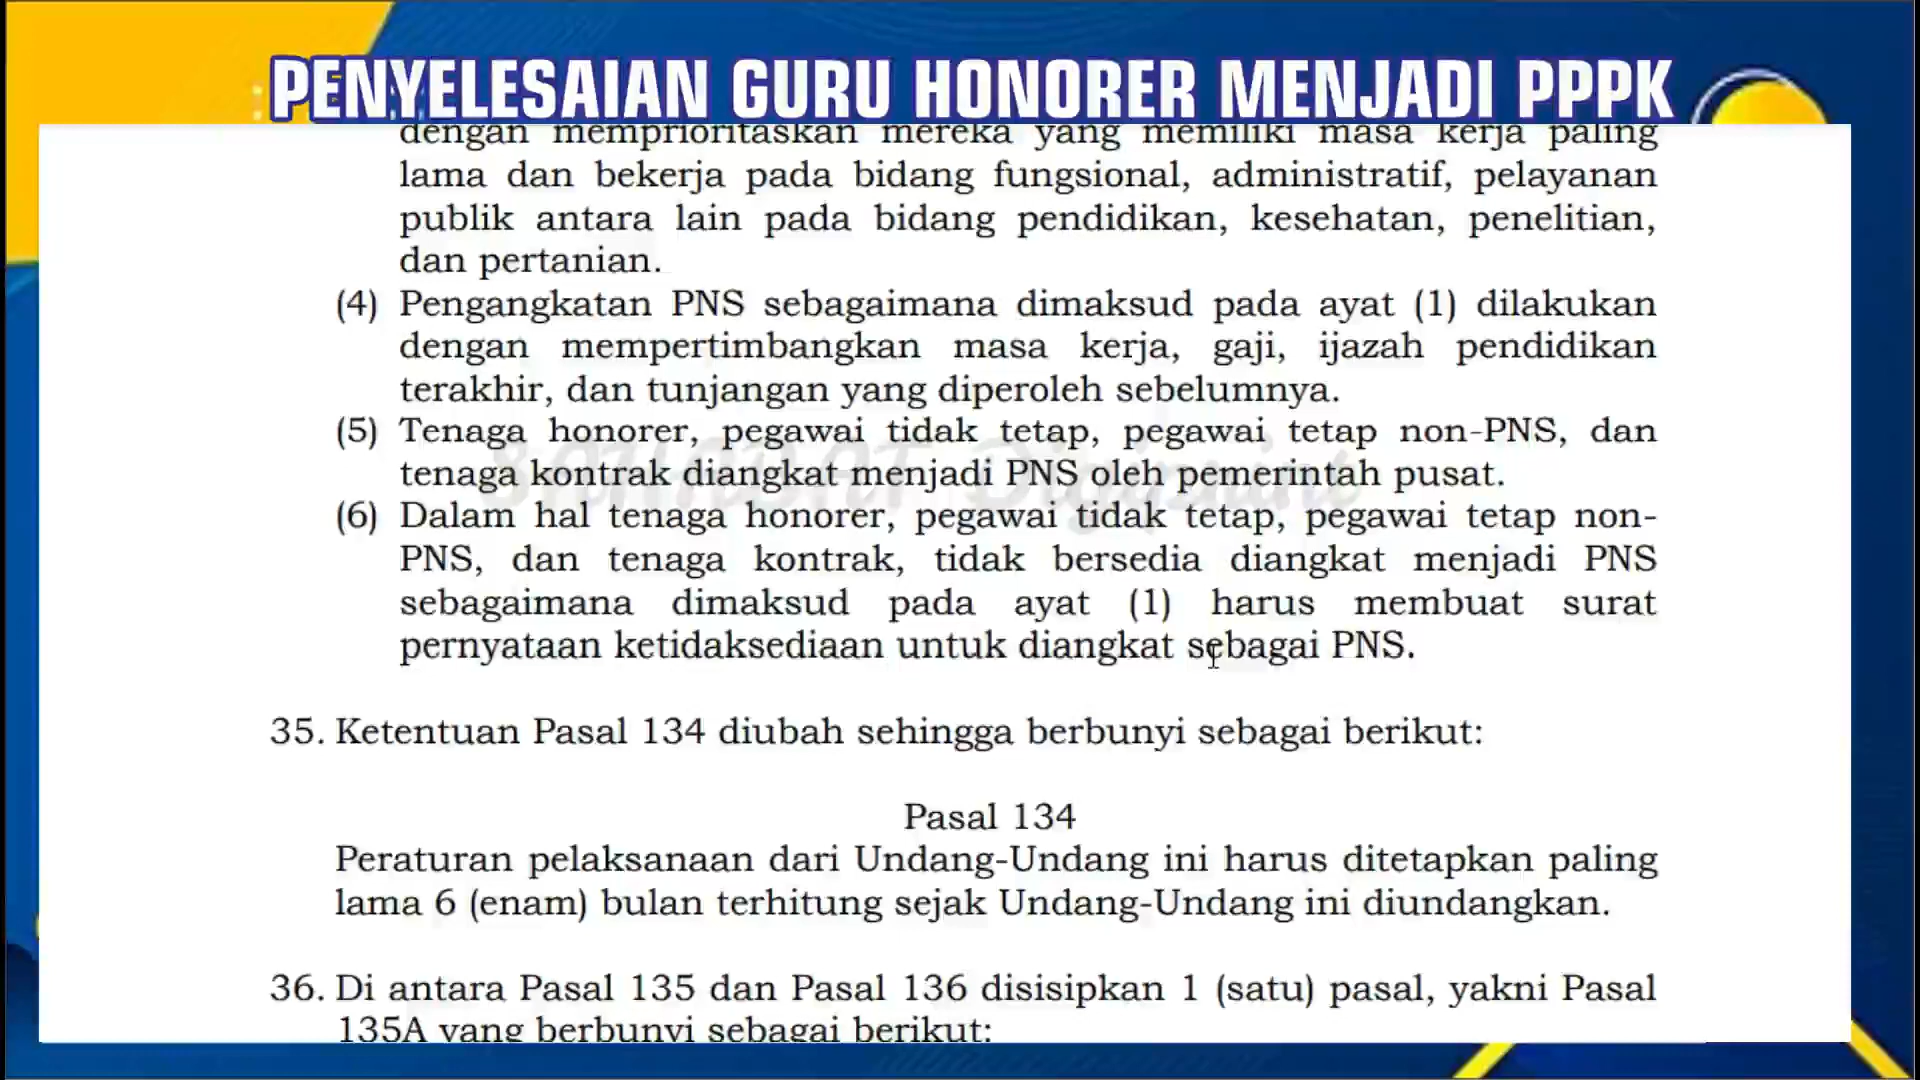 PENYELESAIAN GURU HONORER MENJADI PPPK
dengan memprioritaskan mereka yang memiliki masa kerja paling
lama dan bekerja pada bidang fungsional, administratif, pelayanan
publik antara lain pada bidang pendidikan, kesehatan, penelitian,
dan pertanian.
(4) Pengangkatan PNS sebagaimana dimaksud pada ayat (1) dilakukan
dengan mempertimbangkan masa kerja, gaji, ijazah pendidikan
terakhir, dan tunjangan yang diperoleh sebelumnya.
(5) Tenaga honorer, pegawai tidak tetap, pegawai tetap non-PNS, dan
tenaga kontrak diangkat menjadi PNS oleh pemerintah pusat.
(6) Dalam hal tenaga honorer, pegawai tidak tetap, pegawai tetap non-
PNS, dan tenaga kontrak, tidak bersedia diangkat menjadi PNS
sebagaimana dimaksud pada ayat (1) harus membuat surat
pernyataan ketidaksediaan untuk diangkat sebagai PNS.
35. Ketentuan Pasal 134 diubah sehingga berbunyi sebagai berikut:
Pasal 134
Peraturan pelaksanaan dari Undang-Undang ini harus ditetapkan paling
lama 6 (enam) bulan terhitung sejak Undang-Undang ini diundangkan.
36. Di antara Pasal 135 dan Pasal 136 disisipkan 1 (satu) pasal, yakni Pasal
135A yang berbunyi sebagai berikut: